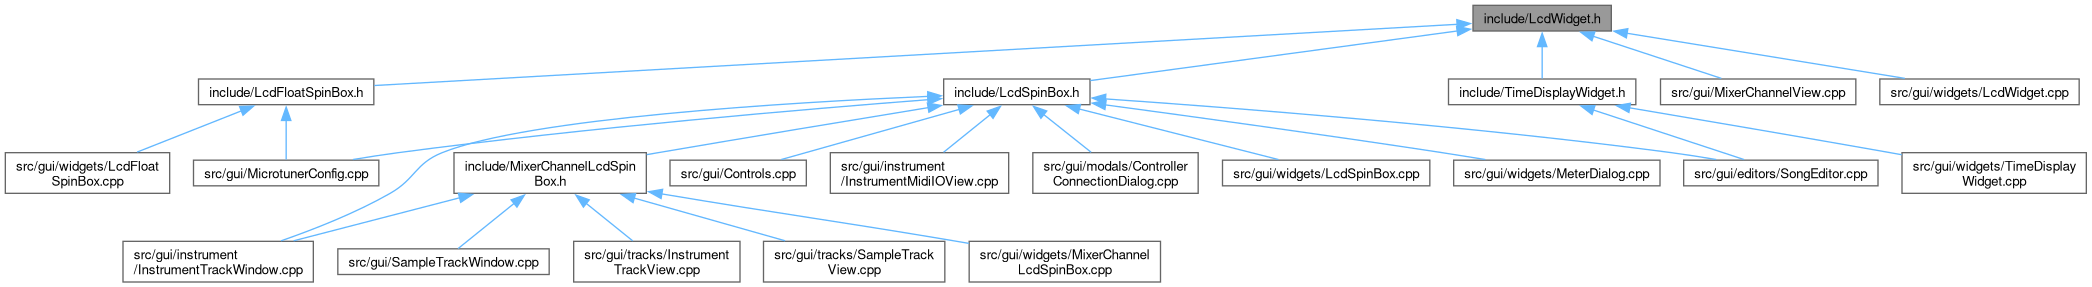 include/LcdWidget.h
include/LcdFloatSpinBox.h
include/LcdSpinBox.h
include/TimeDisplayWidget.h
src/gui/MixerChannelView.cpp
src/gui/widgets/LcdWidget.cpp
src/gui/widgets/LcdFloat
SpinBox.cpp
src/gui/MicrotunerConfig.cpp
include/MixerChannelLcdSpin
Box.h
src/gui/Controls.cpp
src/gui/instrument
/InstrumentMidiIOView.cpp
src/gui/modals/Controller
ConnectionDialog.cpp
src/gui/widgets/LcdSpinBox.cpp
src/gui/widgets/MeterDialog.cpp
src/gui/editors/SongEditor.cpp
src/gui/widgets/TimeDisplay
Widget.cpp
src/gui/instrument
/InstrumentTrackWindow.cpp
src/gui/SampleTrackWindow.cpp
src/gui/tracks/Instrument
TrackView.cpp
src/gui/tracks/SampleTrack
View.cpp
src/gui/widgets/MixerChannel
LcdSpinBox.cpp